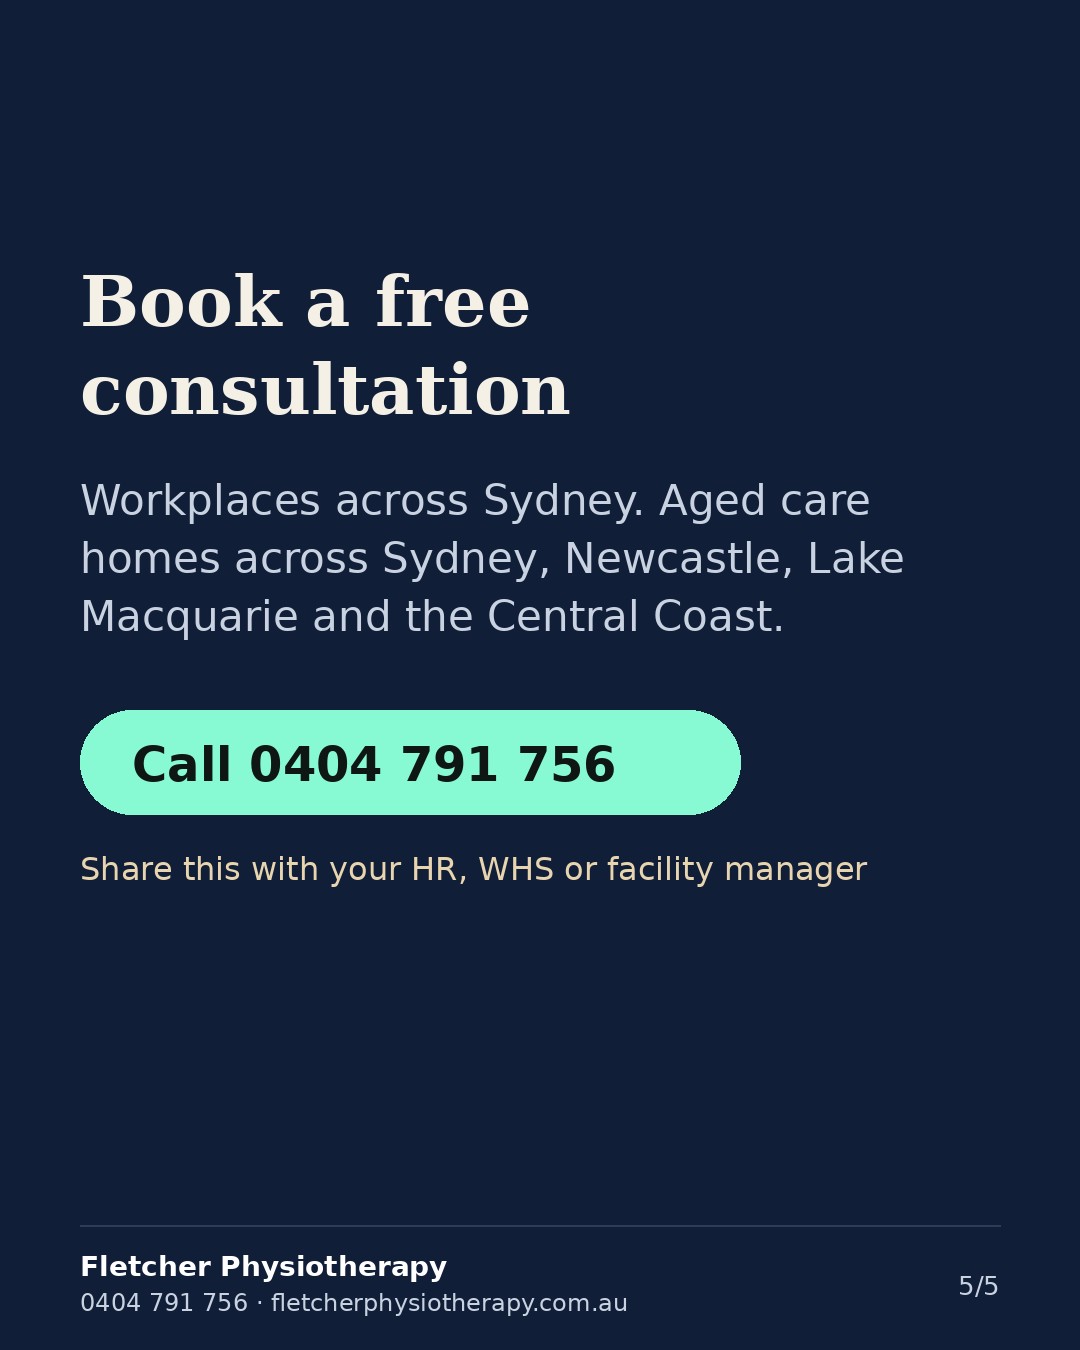 Book a free
consultation
Workplaces across Sydney. Aged care
homes across Sydney, Newcastle, Lake
Macquarie and the Central Coast.
Call 0404 791 756
Share this with your HR, WHS or facility manager
Fletcher Physiotherapy
0404 791 756 · fletcherphysiotherapy.com.au
5/5